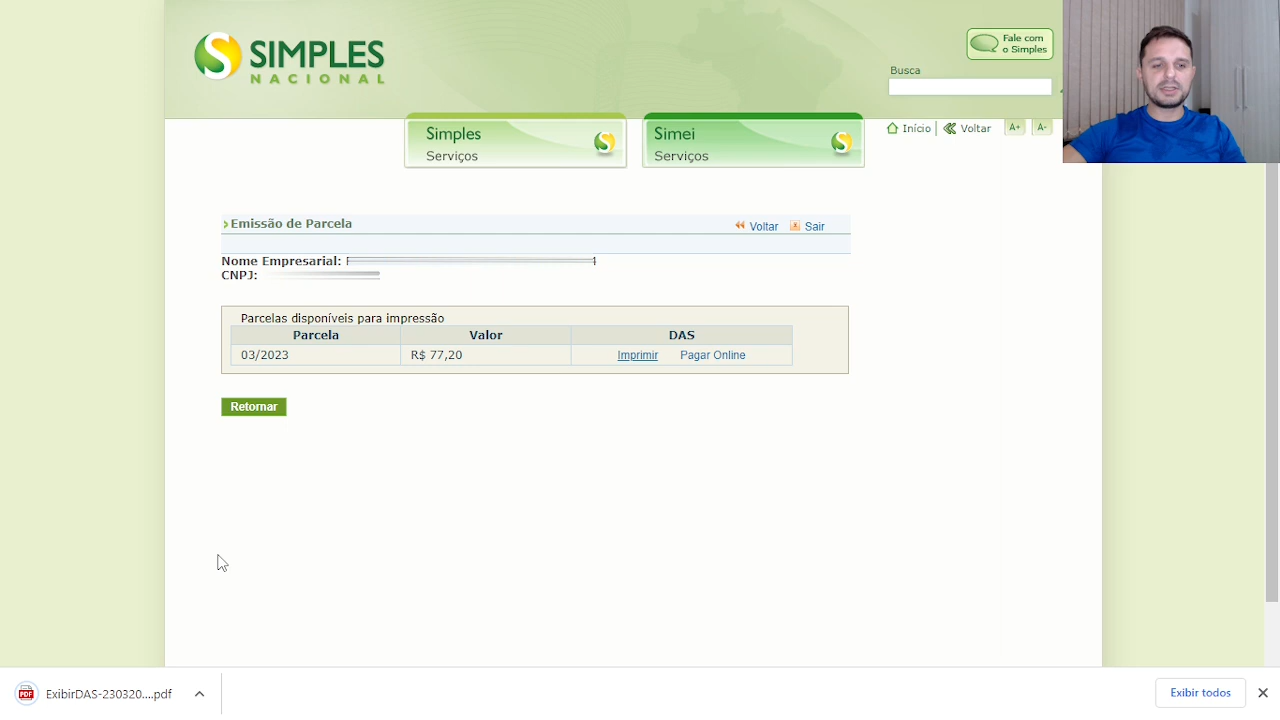 SIMPLES
NACIONAL
Fale com
o Simples
Busca
Simples
Serviços
Simei
Serviços
Início
Voltar
A+
A-
Emissão de Parcela
Voltar
Sair
Nome Empresarial:
CNPJ:
Parcelas disponíveis para impressão
Parcela Valor DAS
03/2023 R$ 77,20 Imprimir Pagar Online
Retornar
PDF ExibirDAS-230320....pdf
Exibir todos